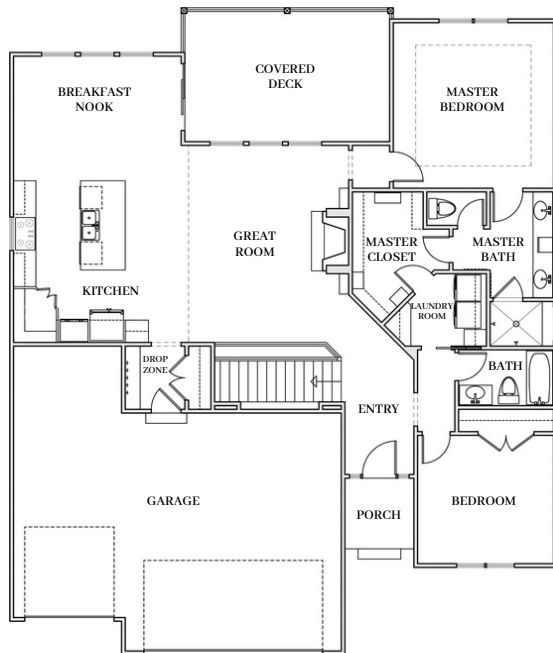 COVERED
DECK
BREAKFAST
NOOK
MASTER
BEDROOM
GREAT
ROOM
MASTER
CLOSET
MASTER
BATH
KITCHEN
LAUNDRY
ROOM
DROP
ZONE
BATH
ENTRY
GARAGE
PORCH
BEDROOM